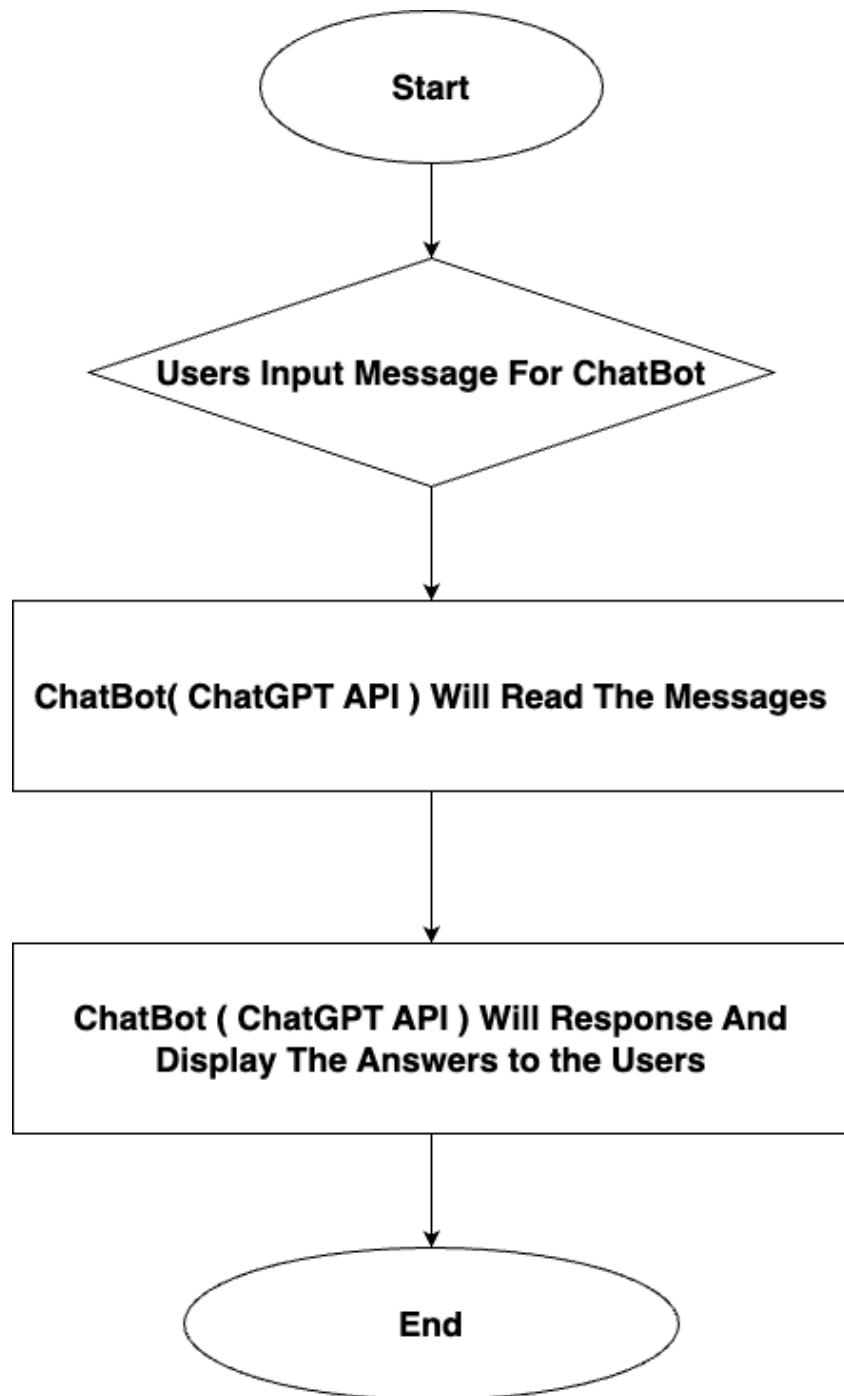 Start
Users Input Message For ChatBot
ChatBot( ChatGPT API ) Will Read The Messages
ChatBot ( ChatGPT API ) Will Response And
Display The Answers to the Users
End